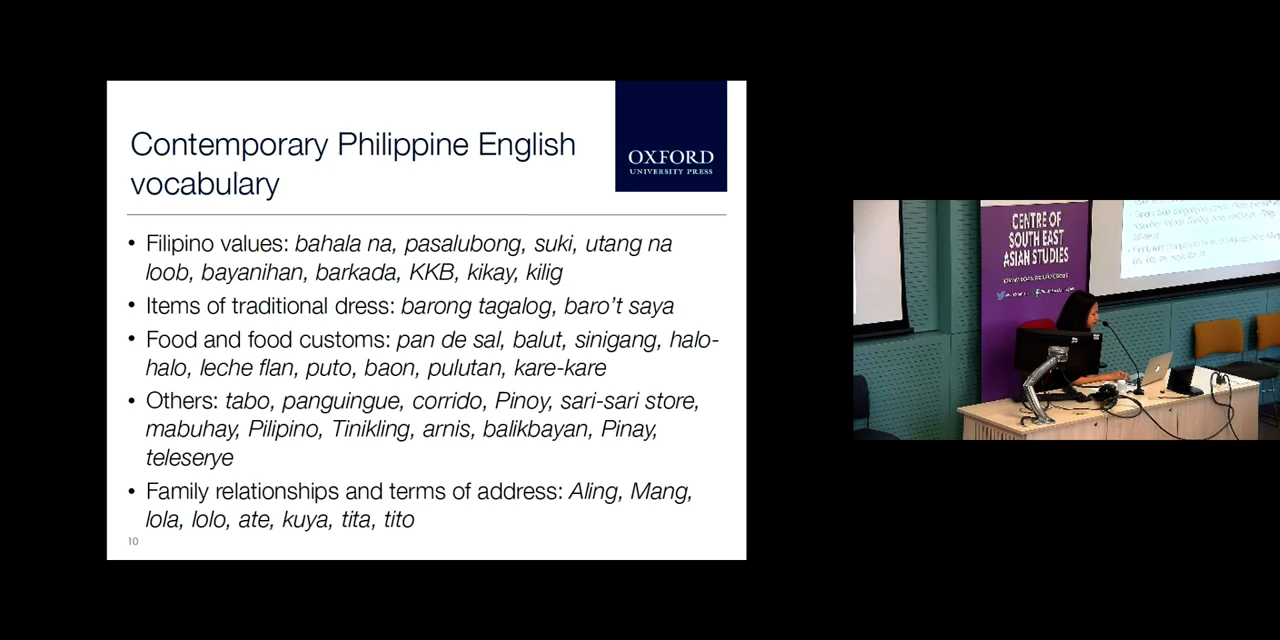 Contemporary Philippine English
vocabulary
OXFORD
UNIVERSITY PRESS
• Filipino values: bahala na, pasalubong, suki, utang na
loob, bayanihan, barkada, KKB, kikay, kilig
• Items of traditional dress: barong tagalog, baro't saya
• Food and food customs: pan de sal, balut, sinigang, halo-
halo, leche flan, puto, baon, pulutan, kare-kare
• Others: tabo, panguingue, corrido, Pinoy, sari-sari store,
mabuhay, Pilipino, Tinikling, arnis, balikbayan, Pinay,
teleserye
• Family relationships and terms of address: Aling, Mang,
lola, lolo, ate, kuya, tita, tito
10
CENTRE OF
SOUTH EAST
ASIAN STUDIES